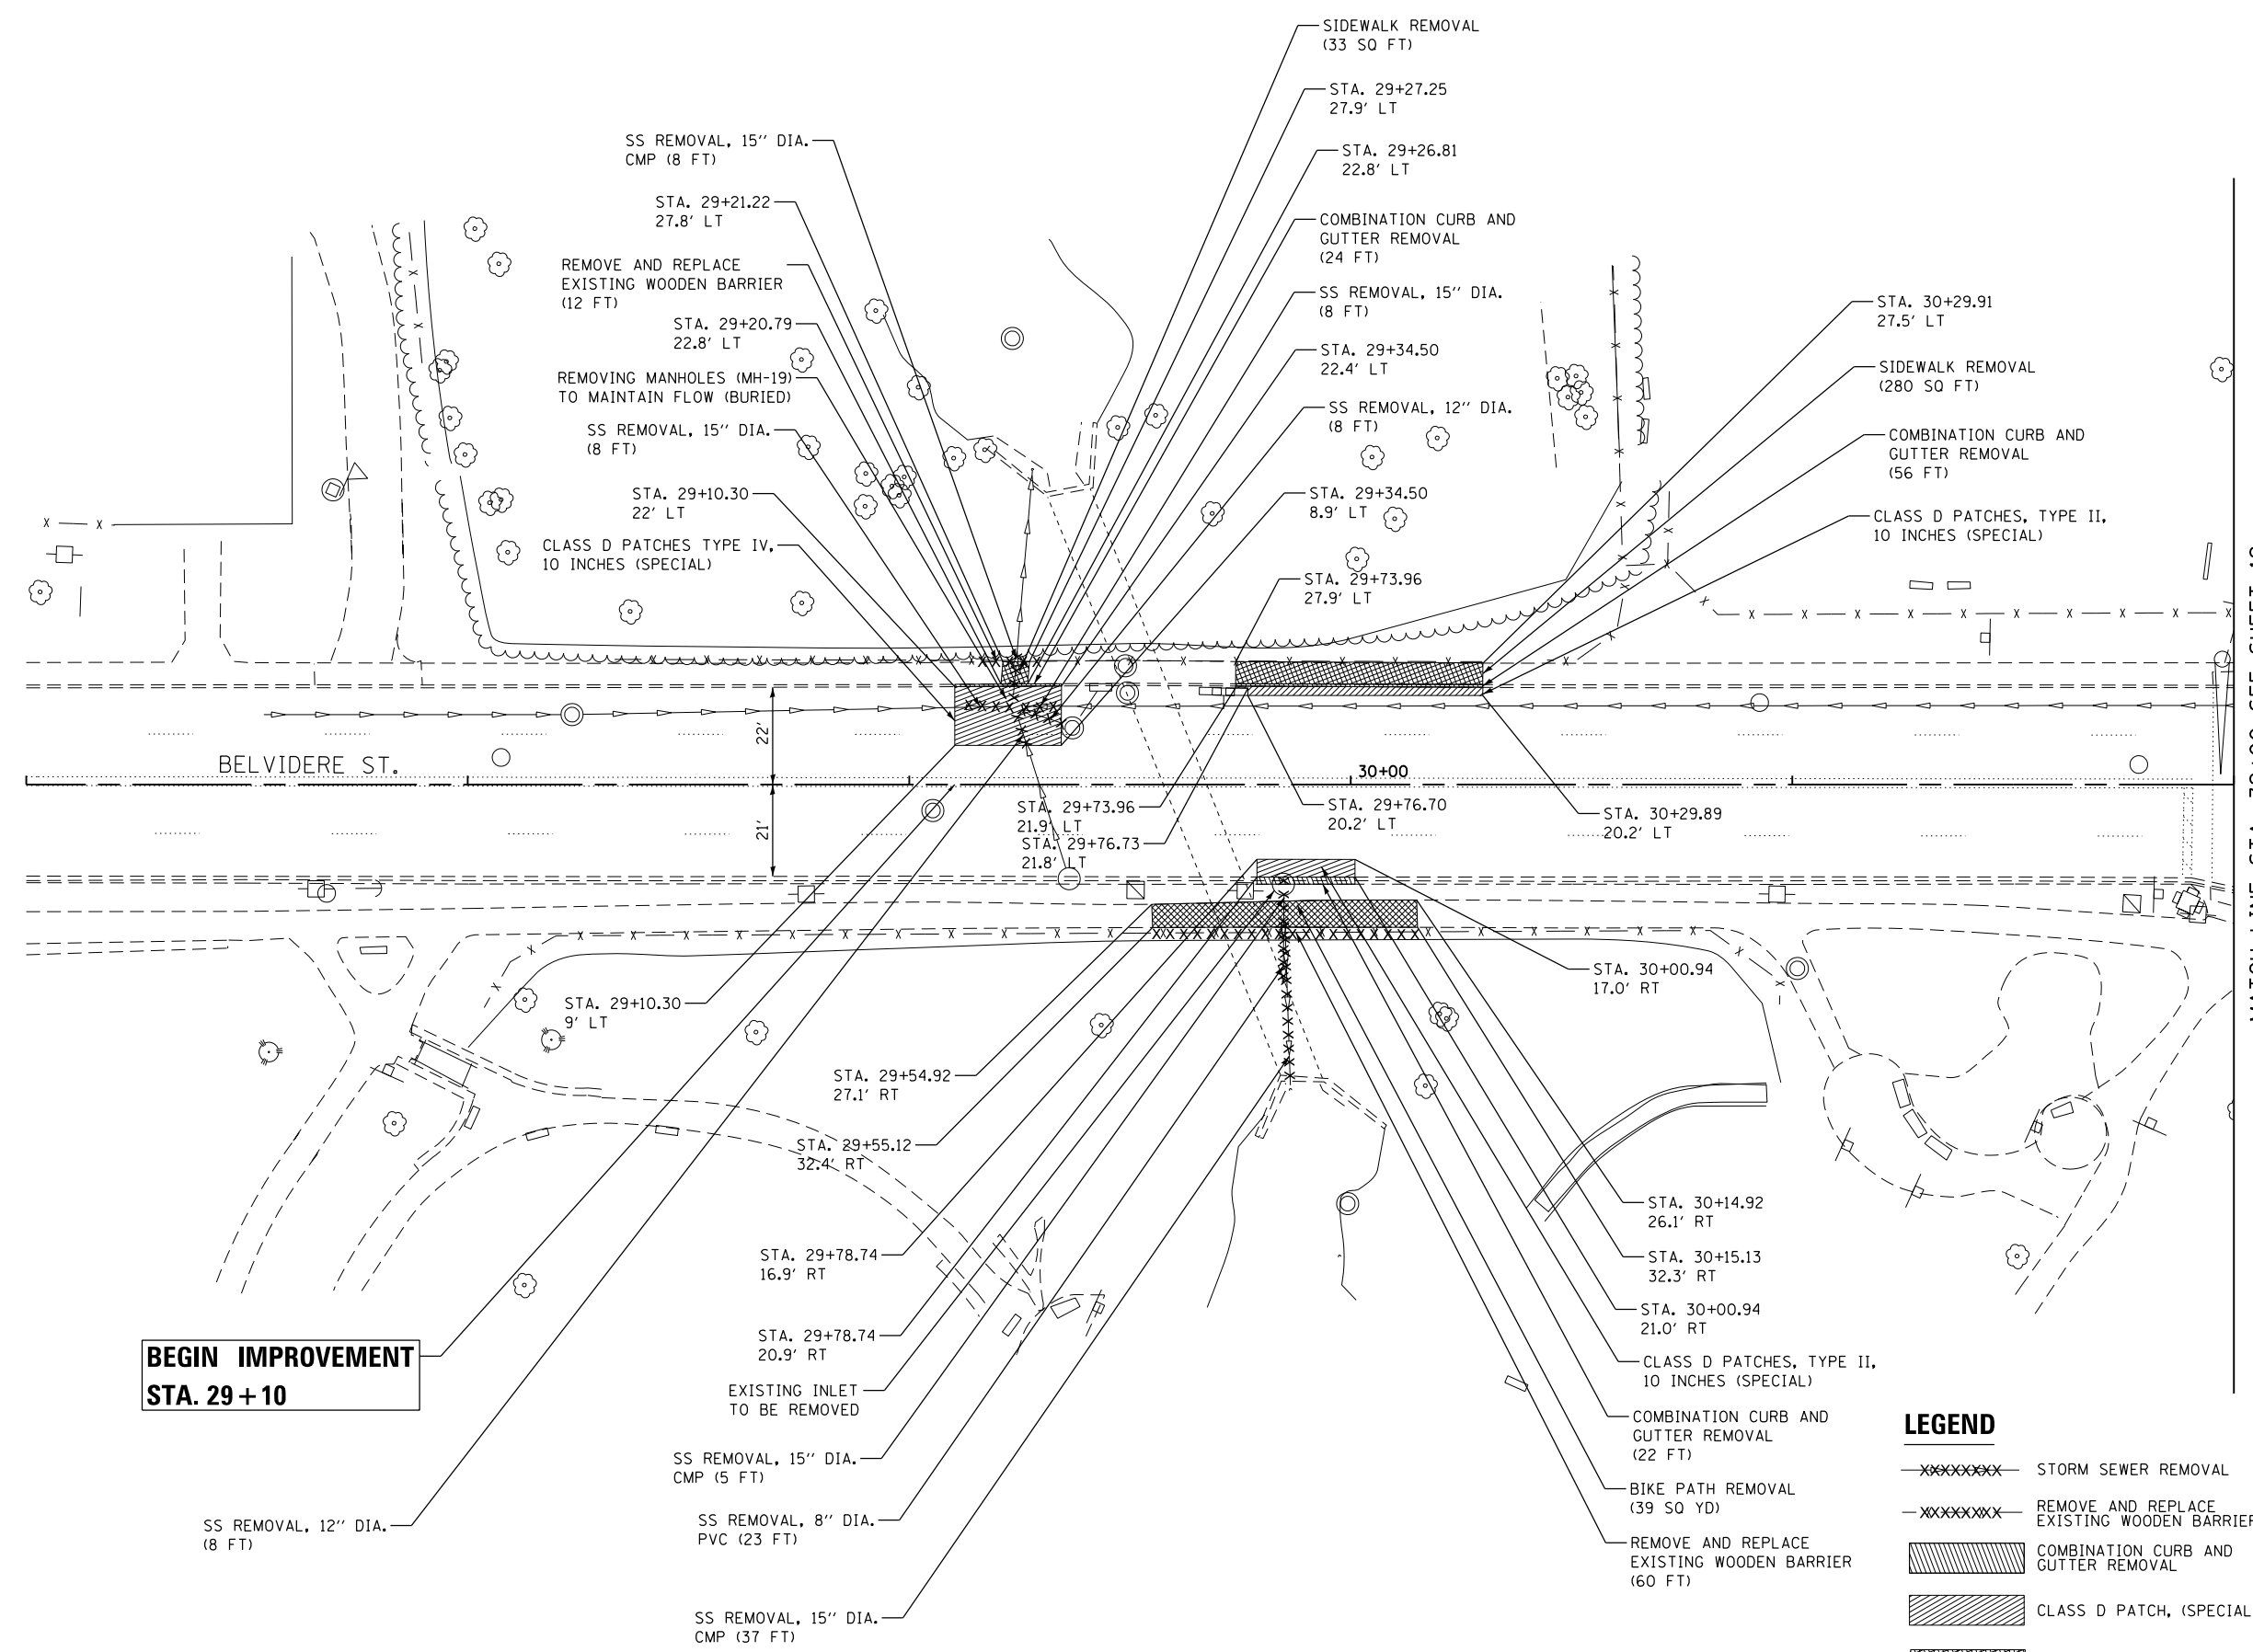 SIDEWALK REMOVAL
(33 SQ FT)
STA. 29+27.25
27.9' LT
SS REMOVAL, 15'' DIA.
CMP (8 FT)
STA. 29+26.81
22.8' LT
STA. 29+21.22
27.8' LT
COMBINATION CURB AND
GUTTER REMOVAL
(24 FT)
REMOVE AND REPLACE
EXISTING WOODEN BARRIER
(12 FT)
SS REMOVAL, 15'' DIA.
(8 FT)
STA. 30+29.91
27.5' LT
STA. 29+20.79
22.8' LT
STA. 29+34.50
22.4' LT
SIDEWALK REMOVAL
(280 SQ FT)
REMOVING MANHOLES (MH-19)
TO MAINTAIN FLOW (BURIED)
SS REMOVAL, 12'' DIA.
(8 FT)
SS REMOVAL, 15'' DIA.
(8 FT)
COMBINATION CURB AND
GUTTER REMOVAL
(56 FT)
STA. 29+10.30
22' LT
STA. 29+34.50
8.9' LT
CLASS D PATCHES, TYPE II,
10 INCHES (SPECIAL)
CLASS D PATCHES TYPE IV,
10 INCHES (SPECIAL)
STA. 29+73.96
27.9' LT
22'
BELVIDERE ST.
30+00
21'
STA. 29+73.96
21.9' LT
STA. 29+76.70
20.2' LT
STA. 30+29.89
20.2' LT
STA. 29+76.73
21.8' LT
STA. 30+00.94
17.0' RT
STA. 29+10.30
9' LT
STA. 29+54.92
27.1' RT
STA. 29+55.12
32.4' RT
STA. 30+14.92
26.1' RT
STA. 29+78.74
16.9' RT
STA. 30+15.13
32.3' RT
STA. 30+00.94
21.0' RT
STA. 29+78.74
20.9' RT
BEGIN IMPROVEMENT
STA. 29+10
CLASS D PATCHES, TYPE II,
10 INCHES (SPECIAL)
EXISTING INLET
TO BE REMOVED
COMBINATION CURB AND
GUTTER REMOVAL
(22 FT)
SS REMOVAL, 15'' DIA.
CMP (5 FT)
BIKE PATH REMOVAL
(39 SQ YD)
SS REMOVAL, 8'' DIA.
PVC (23 FT)
SS REMOVAL, 12'' DIA.
(8 FT)
REMOVE AND REPLACE
EXISTING WOODEN BARRIER
(60 FT)
SS REMOVAL, 15'' DIA.
CMP (37 FT)
LEGEND
STORM SEWER REMOVAL
REMOVE AND REPLACE
EXISTING WOODEN BARRIER
COMBINATION CURB AND
GUTTER REMOVAL
CLASS D PATCH, (SPECIAL